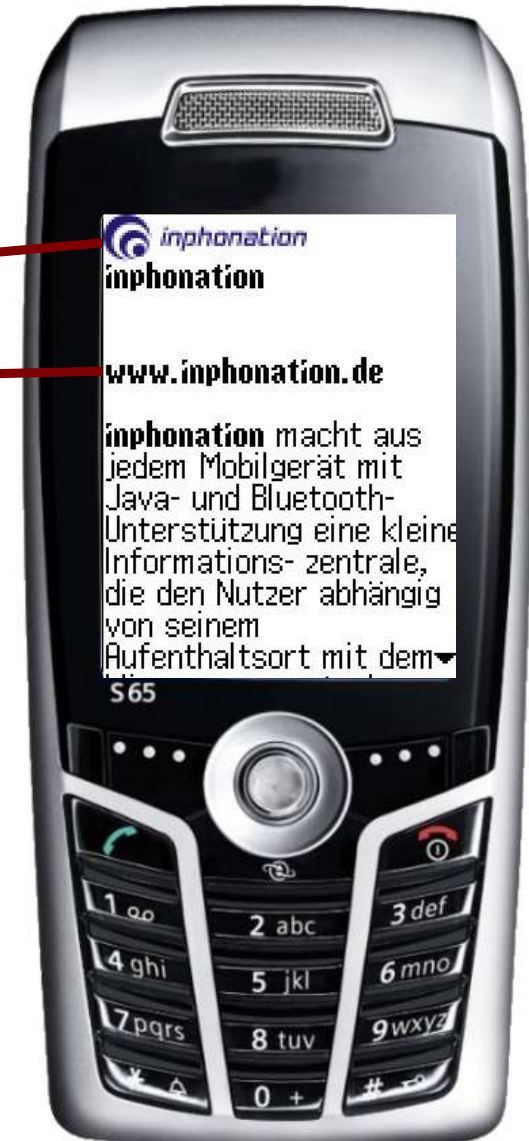 inphonation
inphonation
www.inphonation.de
inphonation macht aus
jedem Mobilgerät mit
Java- und Bluetooth-
Unterstützung eine kleine
Informations- zentrale,
die den Nutzer abhängig
von seinem
Aufenthaltsort mit dem
S65
1
2 abc
3 def
4 ghi
5 jkl
6 mno
7 pqrs
8 tuv
9 wxyz
*
0 +
#